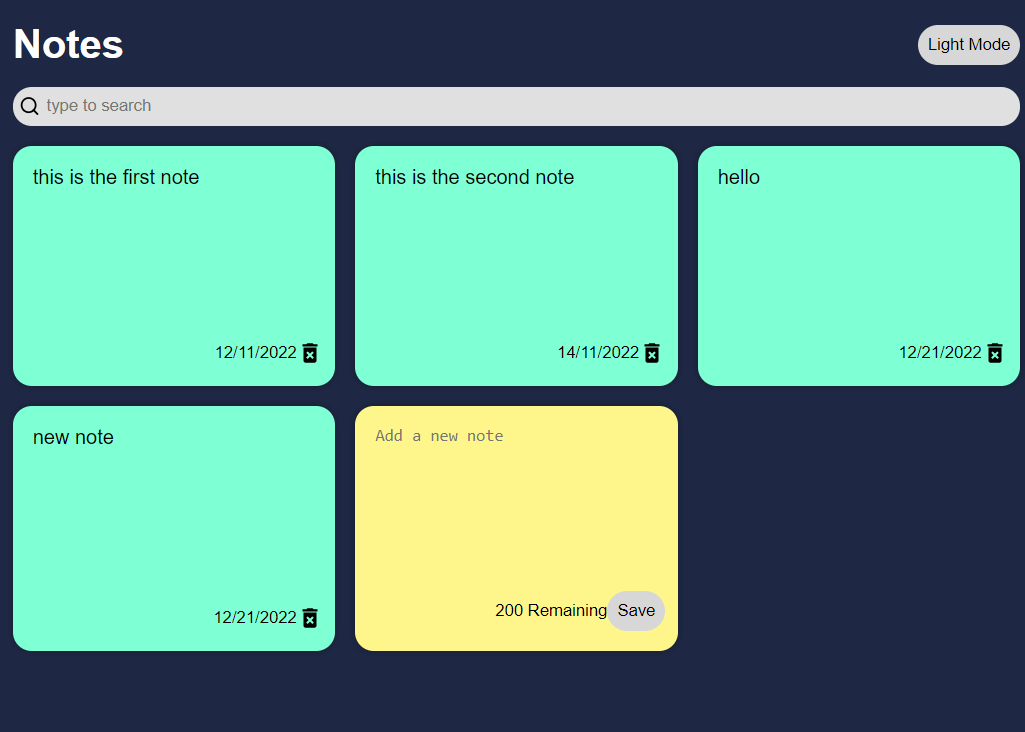 Notes
Light Mode
type to search
this is the first note
12/11/2022
this is the second note
14/11/2022
hello
12/21/2022
new note
12/21/2022
Add a new note
200 Remaining
Save